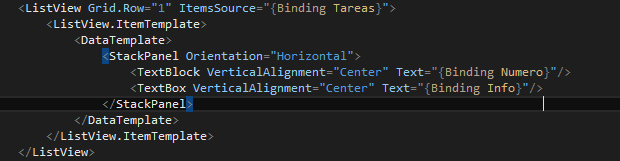 <ListView Grid.Row="1" ItemsSource="{Binding Tareas}">
<ListView.ItemTemplate>
<DataTemplate>
<StackPanel Orientation="Horizontal">
<TextBlock VerticalAlignment="Center" Text="{Binding Numero}"/>
<TextBox VerticalAlignment="Center" Text="{Binding Info}"/>
</StackPanel>
</DataTemplate>
</ListView.ItemTemplate>
</ListView>